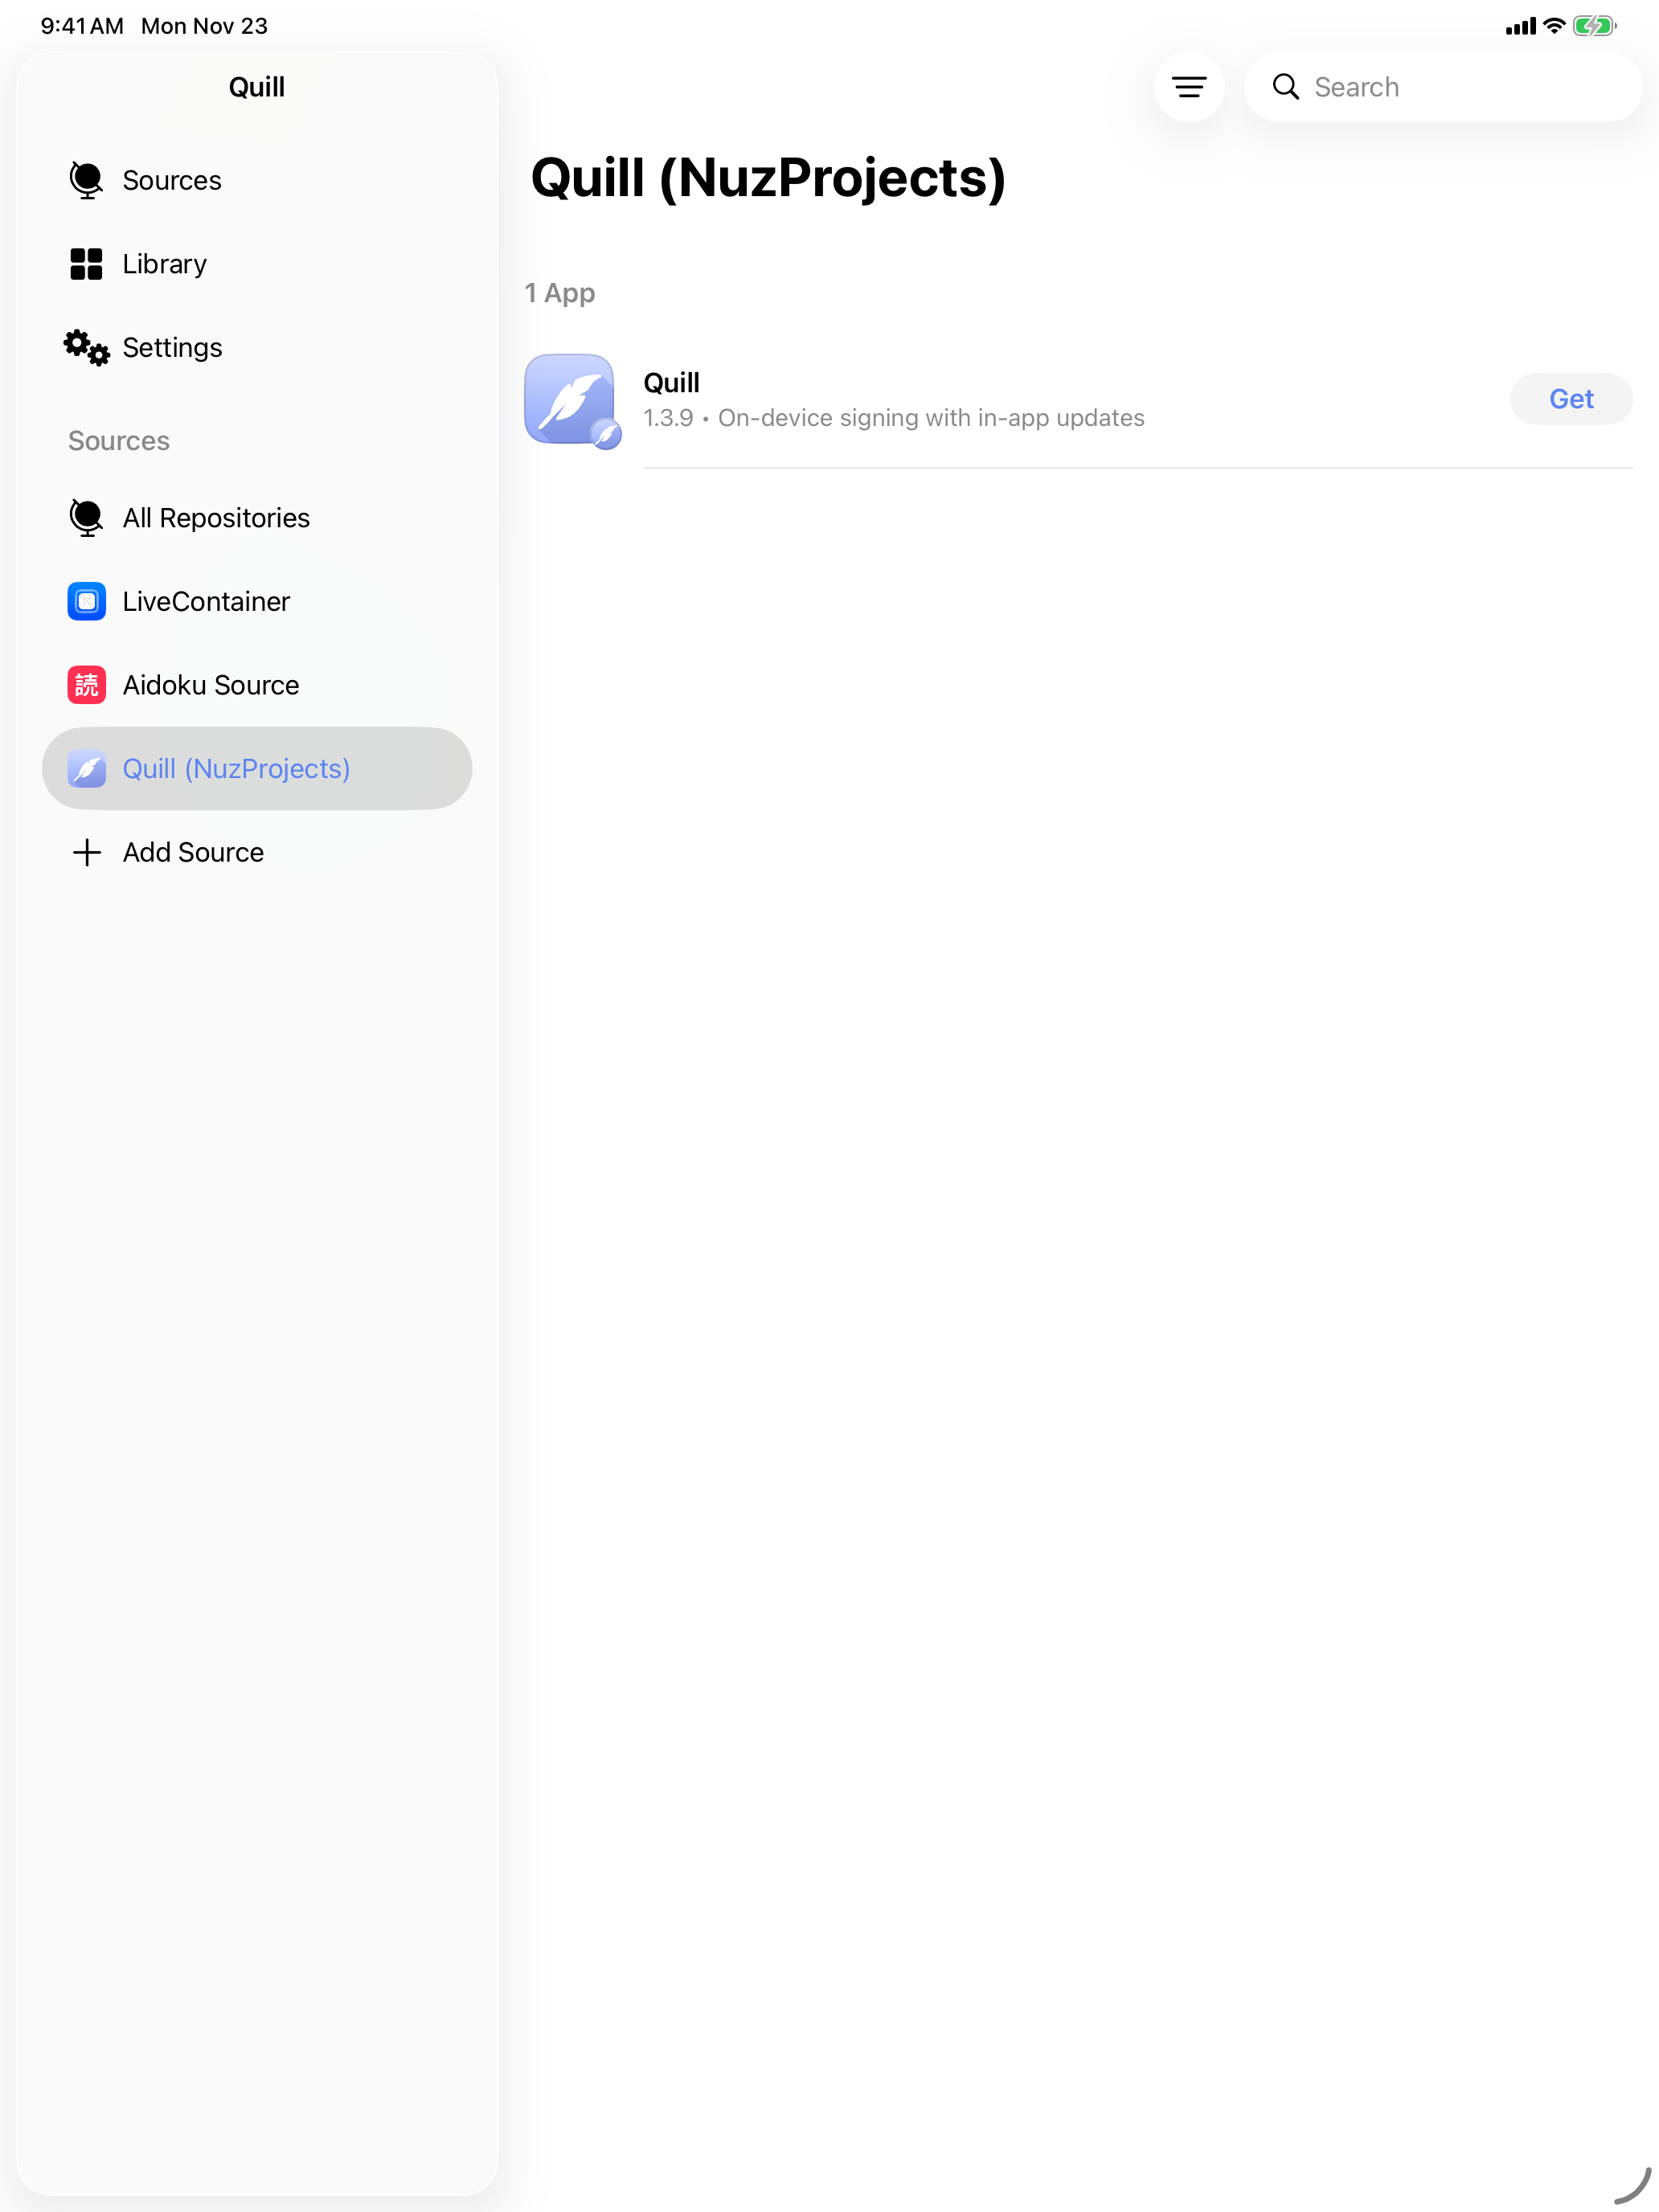 9:41 AM Mon Nov 23
Quill
Search
Sources
Library
Settings
Sources
All Repositories
LiveContainer
読 Aidoku Source
Quill (NuzProjects)
Add Source
Quill (NuzProjects)
1 App
Quill
1.3.9 • On-device signing with in-app updates
Get